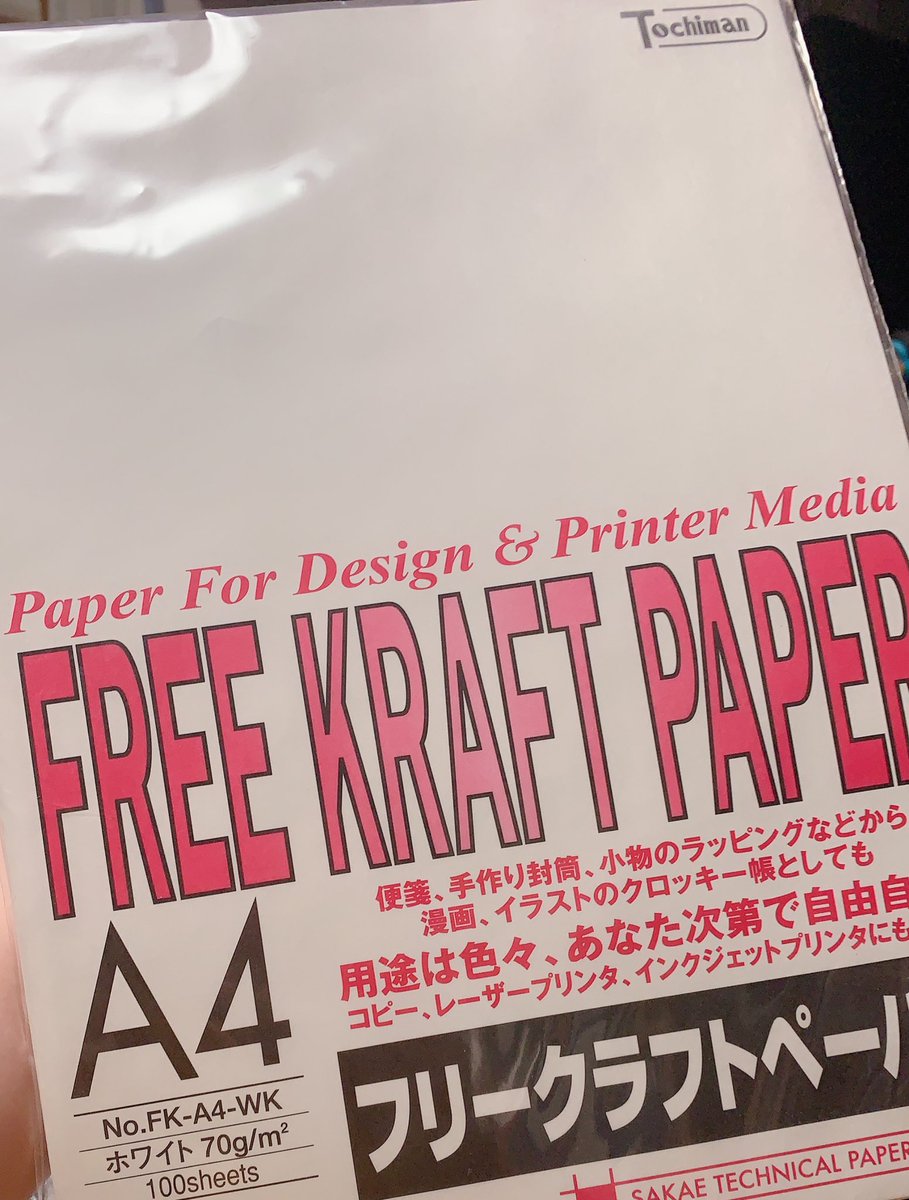 Tochiman
Paper For Design & Printer Media
FREE KRAFT PAPER
便箋、手作り封筒、小物のラッピングなどから
漫画、イラストのクロッキー帳としても
用途は色々、あなた次第で自由自
コピー、レーザープリンタ、インクジェットプリンタにも
A4
No.FK-A4-WK
ホワイト 70g/m²
100sheets
フリークラフトペーパ
SAKAE TECHNICAL PAPER